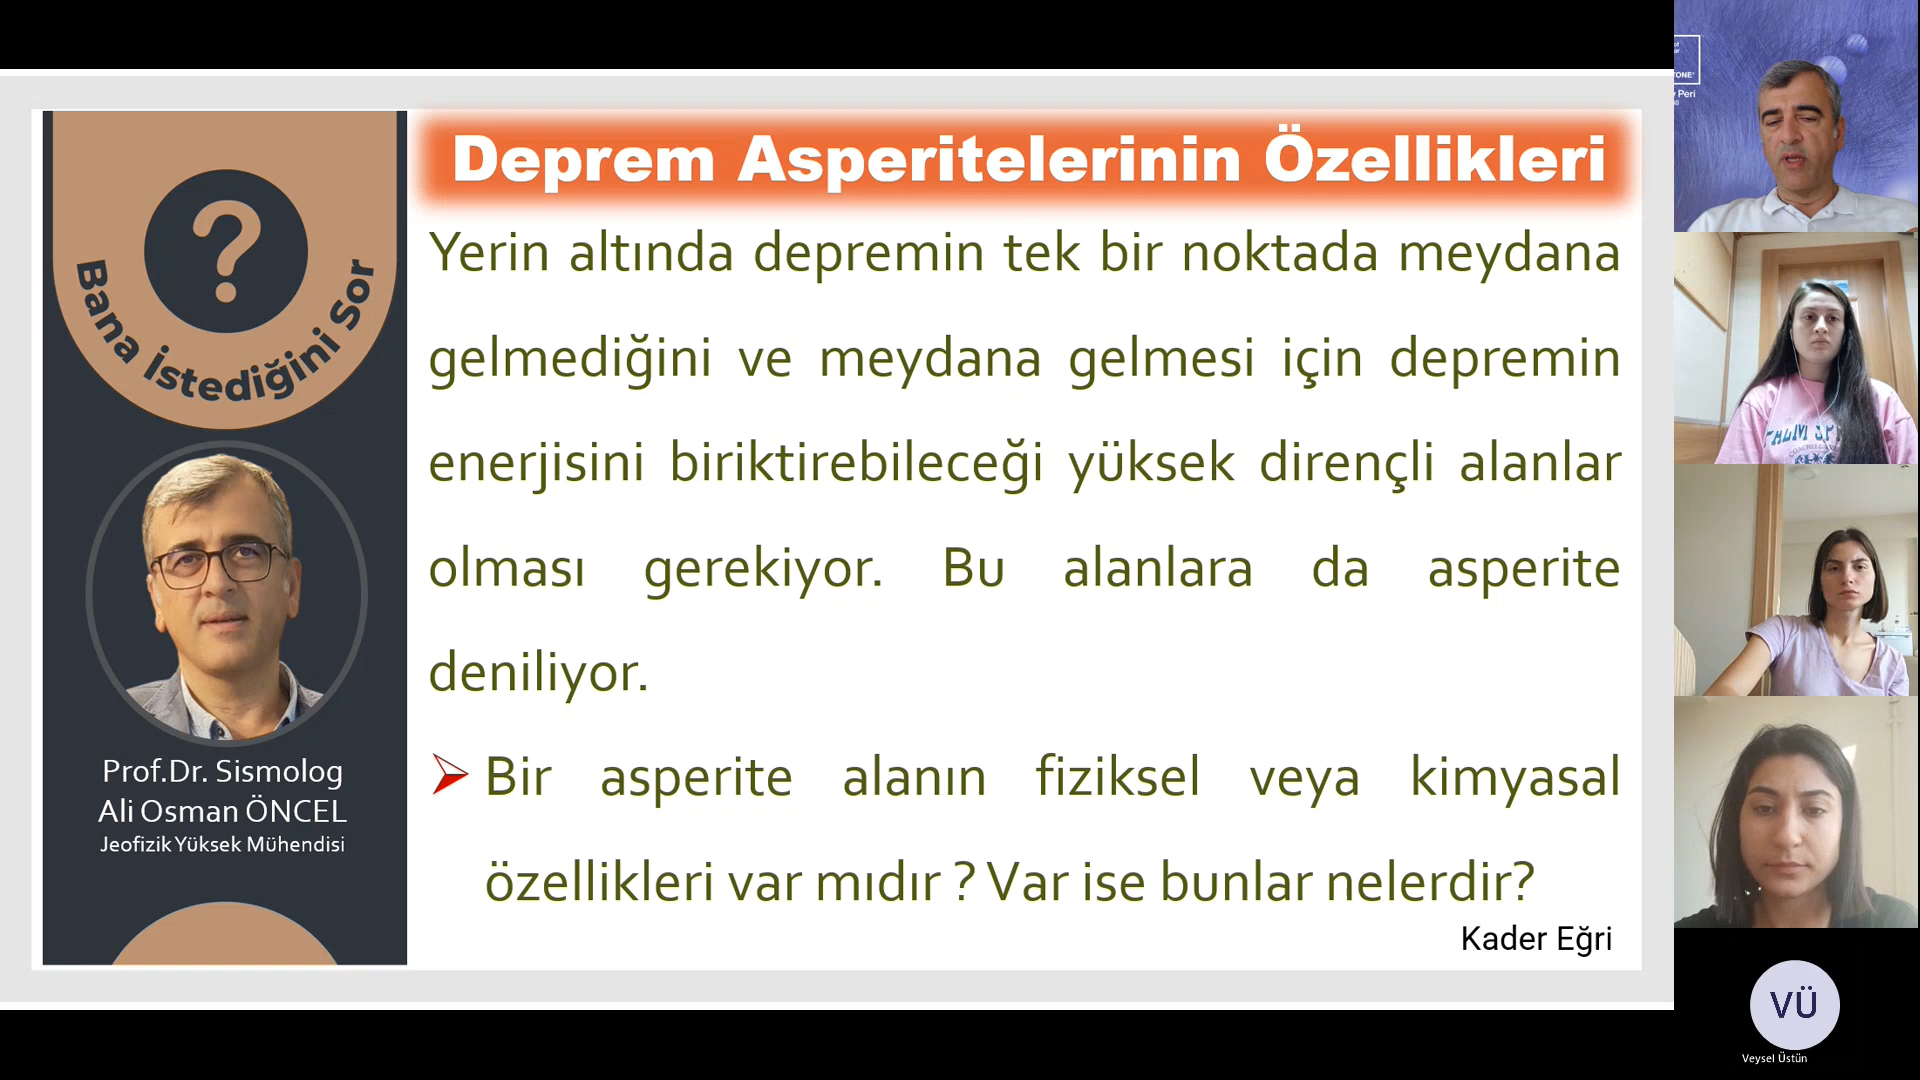 Bana İstediğini Sor
Prof.Dr. Sismolog
Ali Osman ÖNCEL
Jeofizik Yüksek Mühendisi
Deprem Asperitelerinin Özellikleri
Yerin altında depremin tek bir noktada meydana
gelmediğini ve meydana gelmesi için depremin
enerjisini biriktirebileceği yüksek dirençli alanlar
olması gerekiyor. Bu alanlara da asperite
deniliyor.
Bir asperite alanın fiziksel veya kimyasal
özellikleri var mıdır ? Var ise bunlar nelerdir?
Kader Eğri
Peri
VÜ
Veysel Üstün